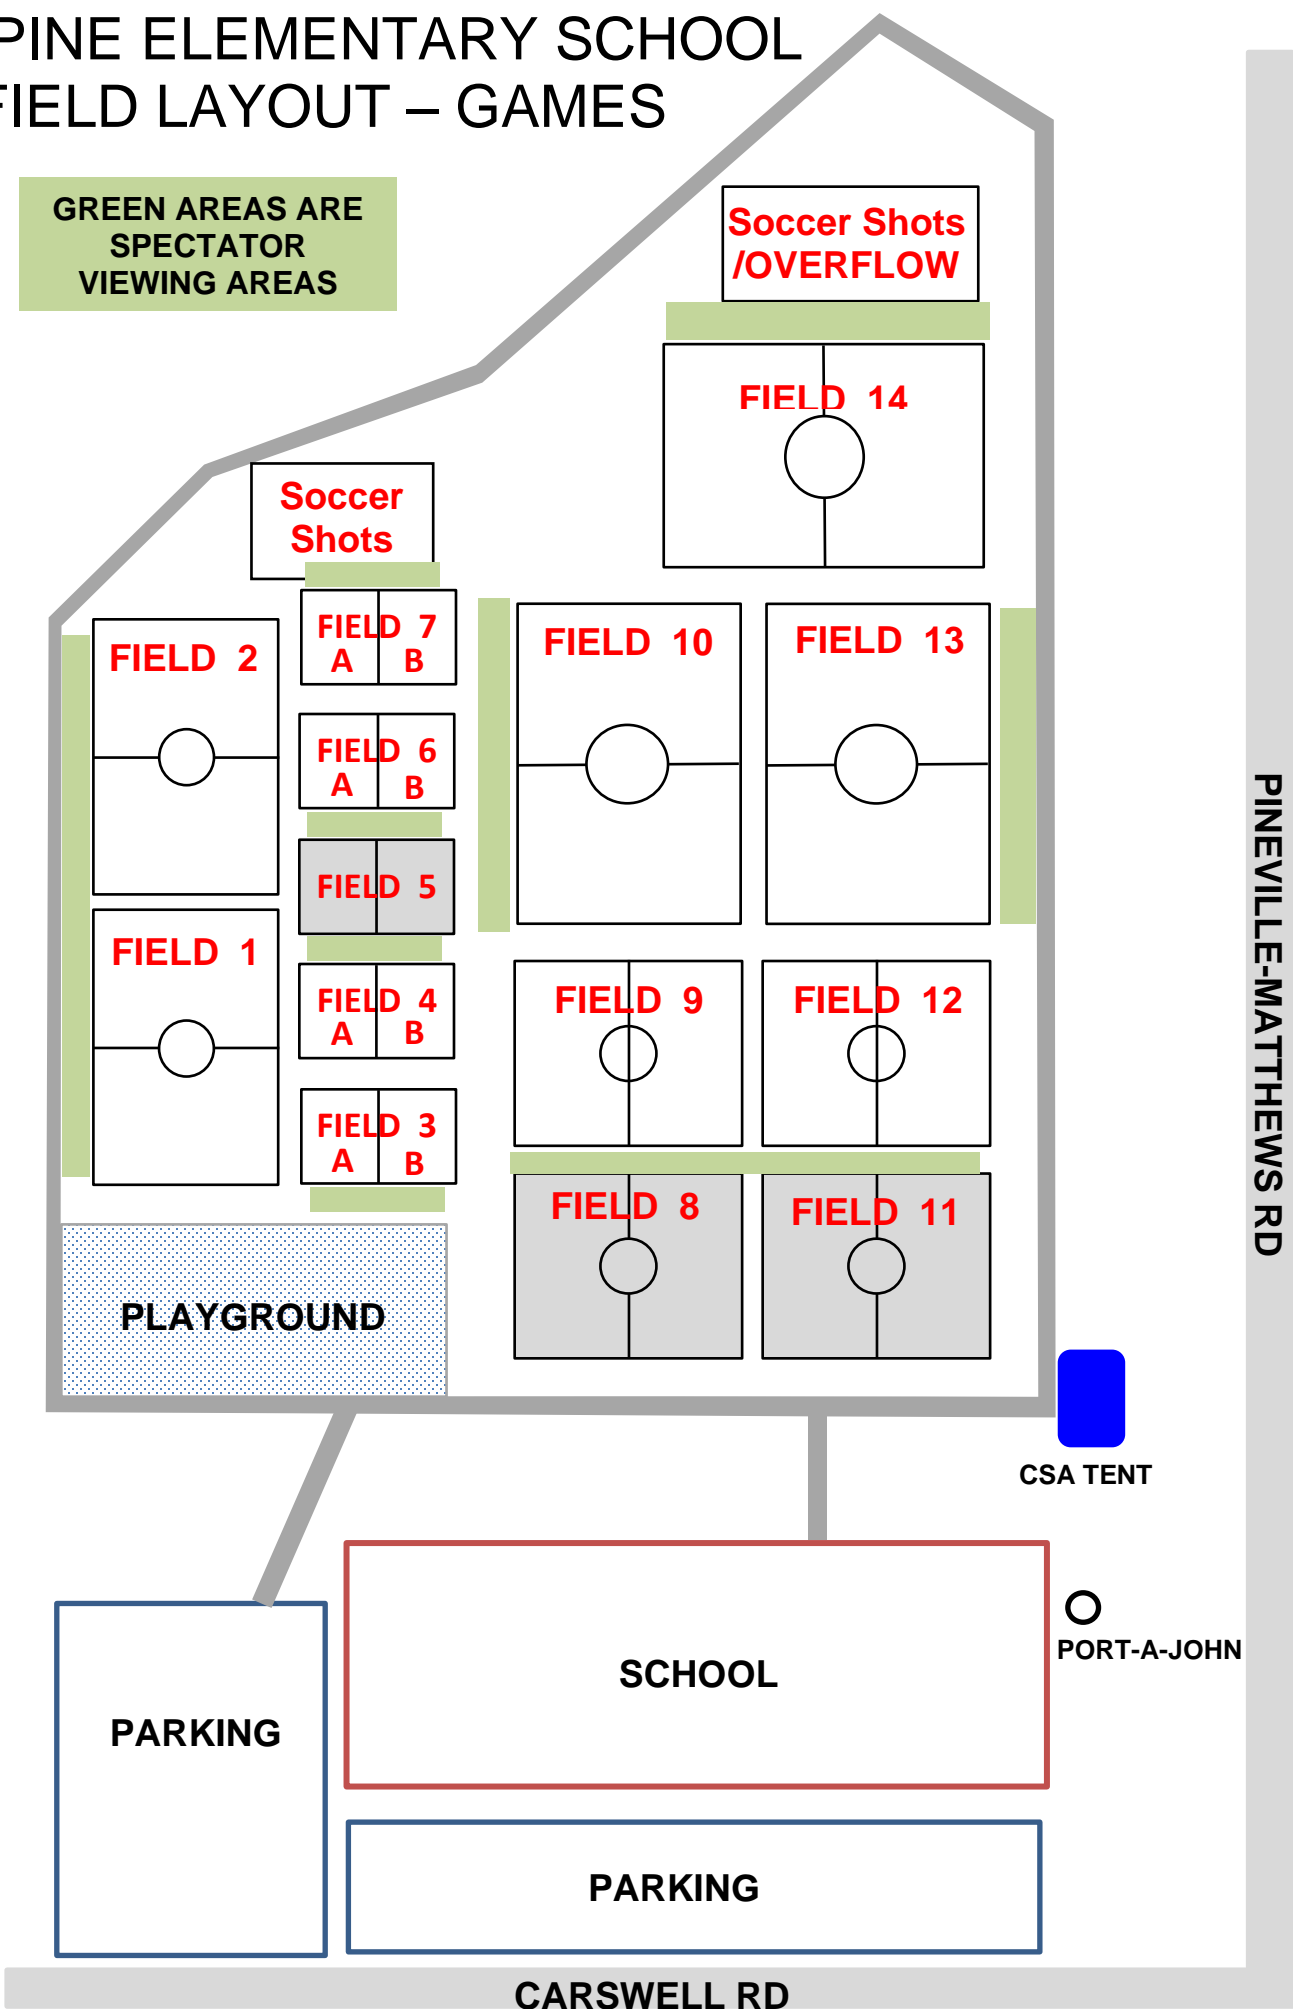 PINE ELEMENTARY SCHOOL
FIELD LAYOUT – GAMES
GREEN AREAS ARE
SPECTATOR
VIEWING AREAS
Soccer Shots
/OVERFLOW
FIELD 14
Soccer
Shots
FIELD 7
A B
FIELD 2
FIELD 10
FIELD 13
FIELD 6
A B
FIELD 5
FIELD 1
FIELD 4
A B
FIELD 9
FIELD 12
FIELD 3
A B
FIELD 8
FIELD 11
PLAYGROUND
PINEVILLE-MATTHEWS RD
CSA TENT
PORT-A-JOHN
SCHOOL
PARKING
PARKING
CARSWELL RD